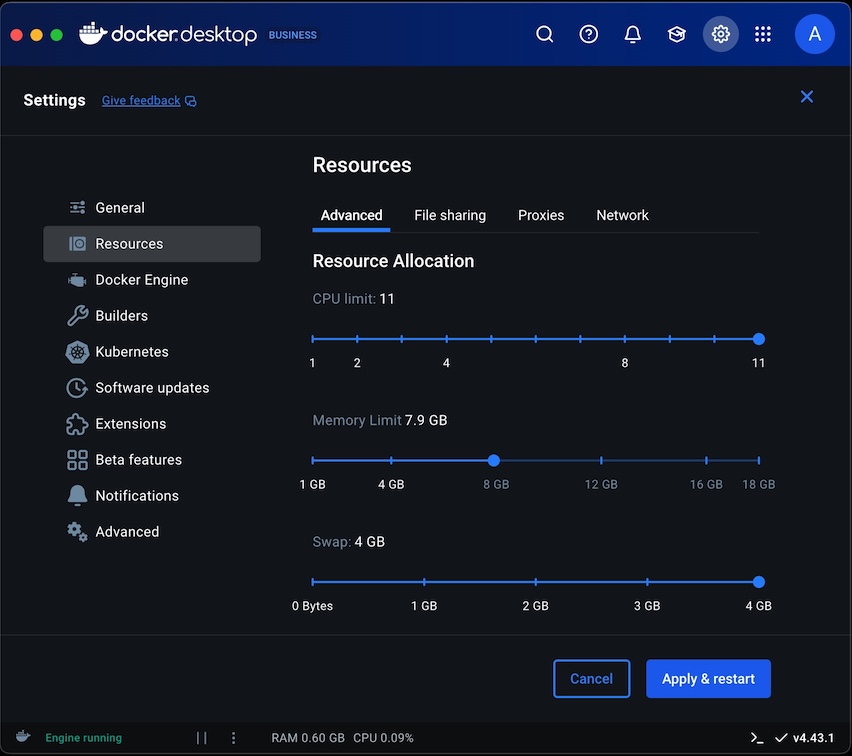 docker.desktop BUSINESS
A
Settings Give feedback
General
Resources
Docker Engine
Builders
Kubernetes
Software updates
Extensions
Beta features
Notifications
Advanced
Resources
Advanced File sharing Proxies Network
Resource Allocation
CPU limit: 11
1 2 4 8 11
Memory Limit 7.9 GB
1 GB 4 GB 8 GB 12 GB 16 GB 18 GB
Swap: 4 GB
0 Bytes 1 GB 2 GB 3 GB 4 GB
Cancel Apply & restart
Engine running RAM 0.60 GB CPU 0.09% v4.43.1